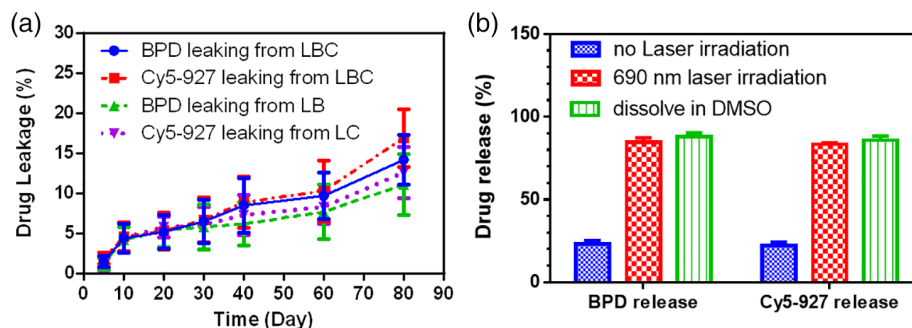 (a)
30
25
20
15
10
5
0
Drug Leakage (%)
BPD leaking from LBC
Cy5-927 leaking from LBC
BPD leaking from LB
Cy5-927 leaking from LC
0 10 20 30 40 50 60 70 80 90
Time (Day)
(b)
150
100
50
0
Drug release (%)
no Laser irradiation
690 nm laser irradiation
dissolve in DMSO
BPD release Cy5-927 release